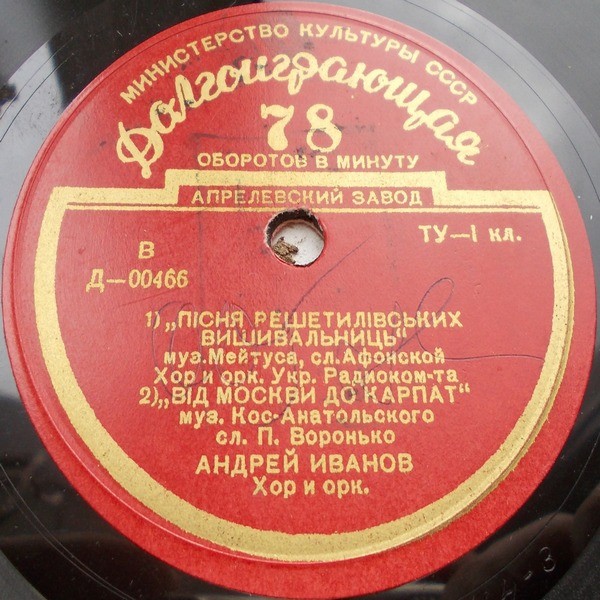 МИНИСТЕРСТВО КУЛЬТУРЫ СССР
Долгоиграющая
78
ОБОРОТОВ В МИНУТУ
АПРЕЛЕВСКИЙ ЗАВОД
В
Д—00466
ТУ—I кл.
1) „ПІСНЯ РЕШЕТИЛІВСЬКИХ
ВИШИВАЛЬНИЦЬ“
муз. Мейтуса, сл. Афонской
Хор и орк. Укр. Радиоком-та
2) „ВІД МОСКВИ ДО КАРПАТ“
муз. Кос-Анатольского
сл. П. Воронько
АНДРЕЙ ИВАНОВ
Хор и орк.